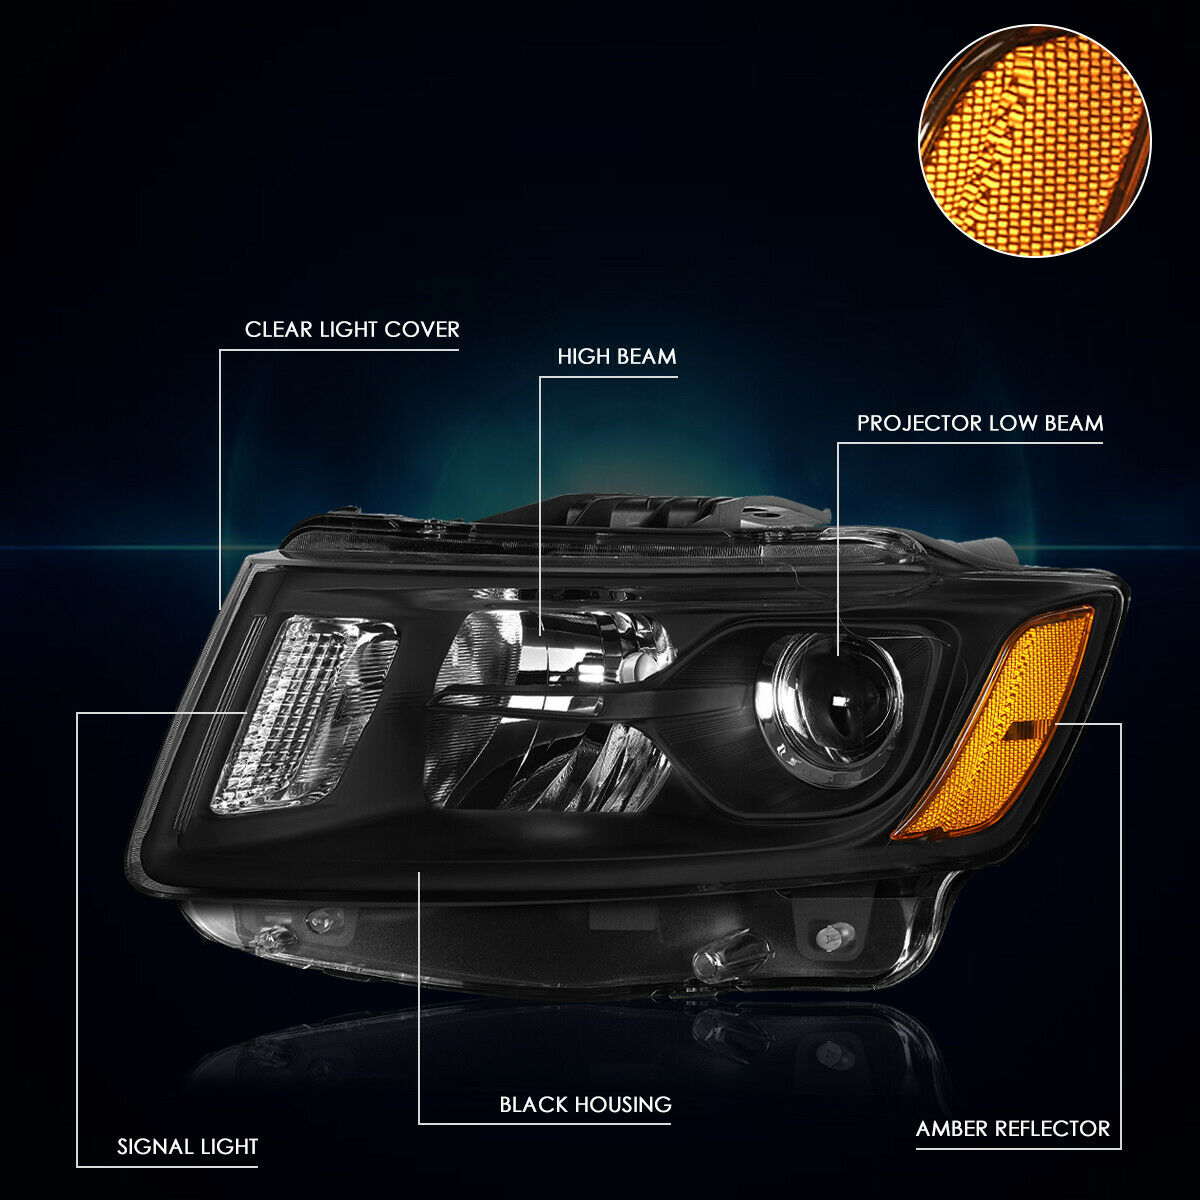 CLEAR LIGHT COVER
HIGH BEAM
PROJECTOR LOW BEAM
BLACK HOUSING
AMBER REFLECTOR
SIGNAL LIGHT